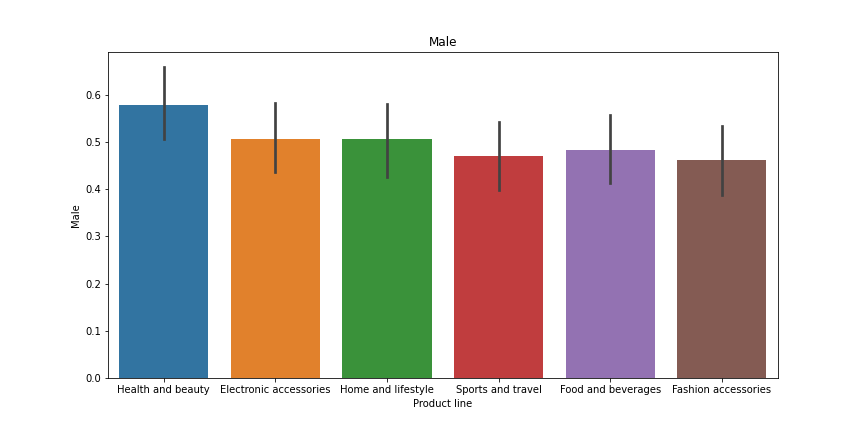 Male
0.6
0.5
0.4
0.3
0.2
0.1
0.0
Male
Health and beauty Electronic accessories Home and lifestyle Sports and travel Food and beverages Fashion accessories
Product line